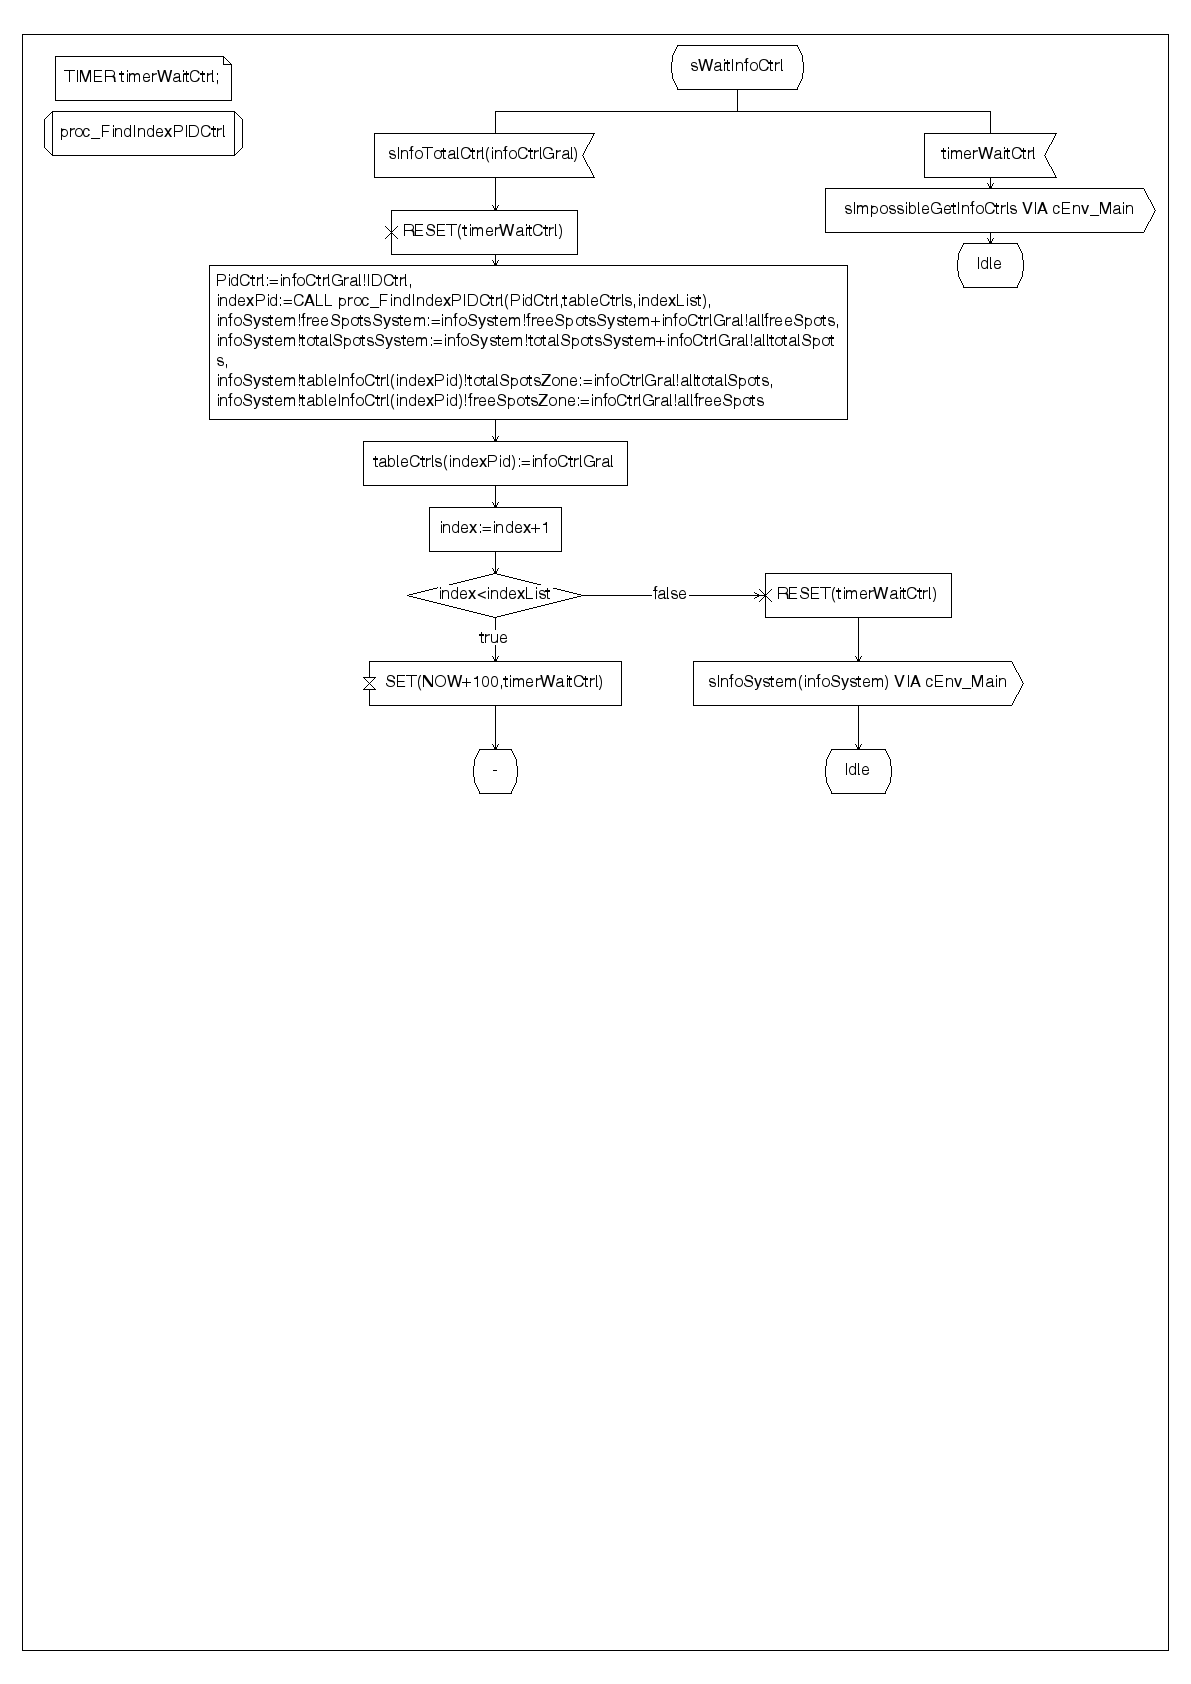 TIMER timerWaitCtrl;
proc_FindIndexPIDCtrl
sWaitInfoCtrl
sInfoTotalCtrl(infoCtrlGral)
timerWaitCtrl
RESET(timerWaitCtrl)
sImpossibleGetInfoCtrls VIA cEnv_Main
Idle
PidCtrl:=infoCtrlGral!IDCtrl,
indexPid:=CALL proc_FindIndexPIDCtrl(PidCtrl,tableCtrls,indexList),
infoSystem!freeSpotsSystem:=infoSystem!freeSpotsSystem+infoCtrlGral!allfreeSpots,
infoSystem!totalSpotsSystem:=infoSystem!totalSpotsSystem+infoCtrlGral!alltotalSpot
s,
infoSystem!tableInfoCtrl(indexPid)!totalSpotsZone:=infoCtrlGral!alltotalSpots,
infoSystem!tableInfoCtrl(indexPid)!freeSpotsZone:=infoCtrlGral!allfreeSpots
tableCtrls(indexPid):=infoCtrlGral
index:=index+1
index<indexList
false
RESET(timerWaitCtrl)
true
SET(NOW+100,timerWaitCtrl)
sInfoSystem(infoSystem) VIA cEnv_Main
-
Idle